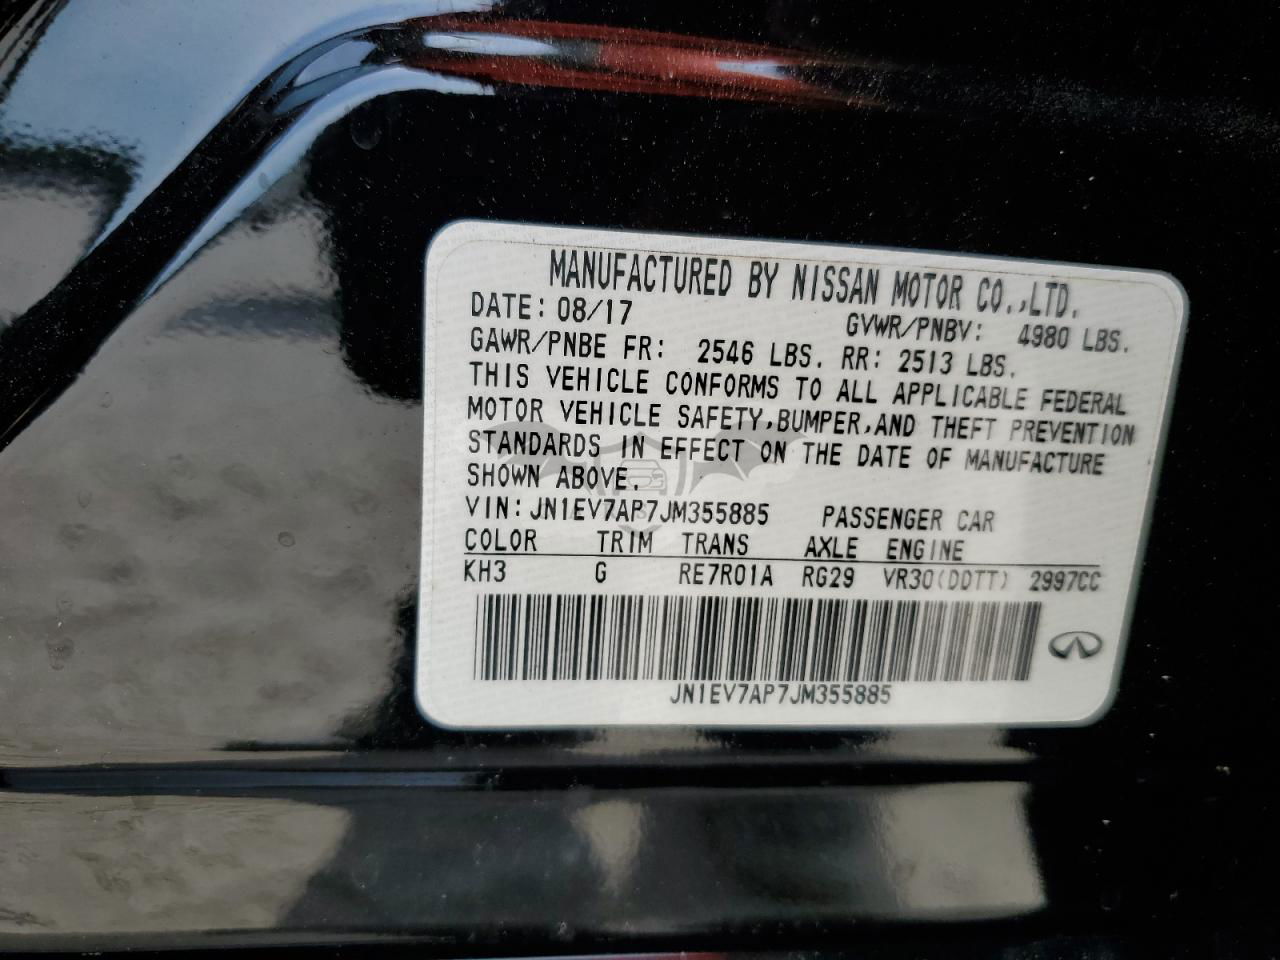 MANUFACTURED BY NISSAN MOTOR CO.,LTD.
DATE: 08/17 GVWR/PNBV: 4980 LBS.
GAWR/PNBE FR: 2546 LBS. RR: 2513 LBS.
THIS VEHICLE CONFORMS TO ALL APPLICABLE FEDERAL
MOTOR VEHICLE SAFETY,BUMPER,AND THEFT PREVENTION
STANDARDS IN EFFECT ON THE DATE OF MANUFACTURE
SHOWN ABOVE.
VIN:JN1EV7AP7JM355885 PASSENGER CAR
COLOR TRIM TRANS AXLE ENGINE
KH3 G RE7R01A RG29 VR30(DDTT) 2997CC
JN1EV7AP7JM355885